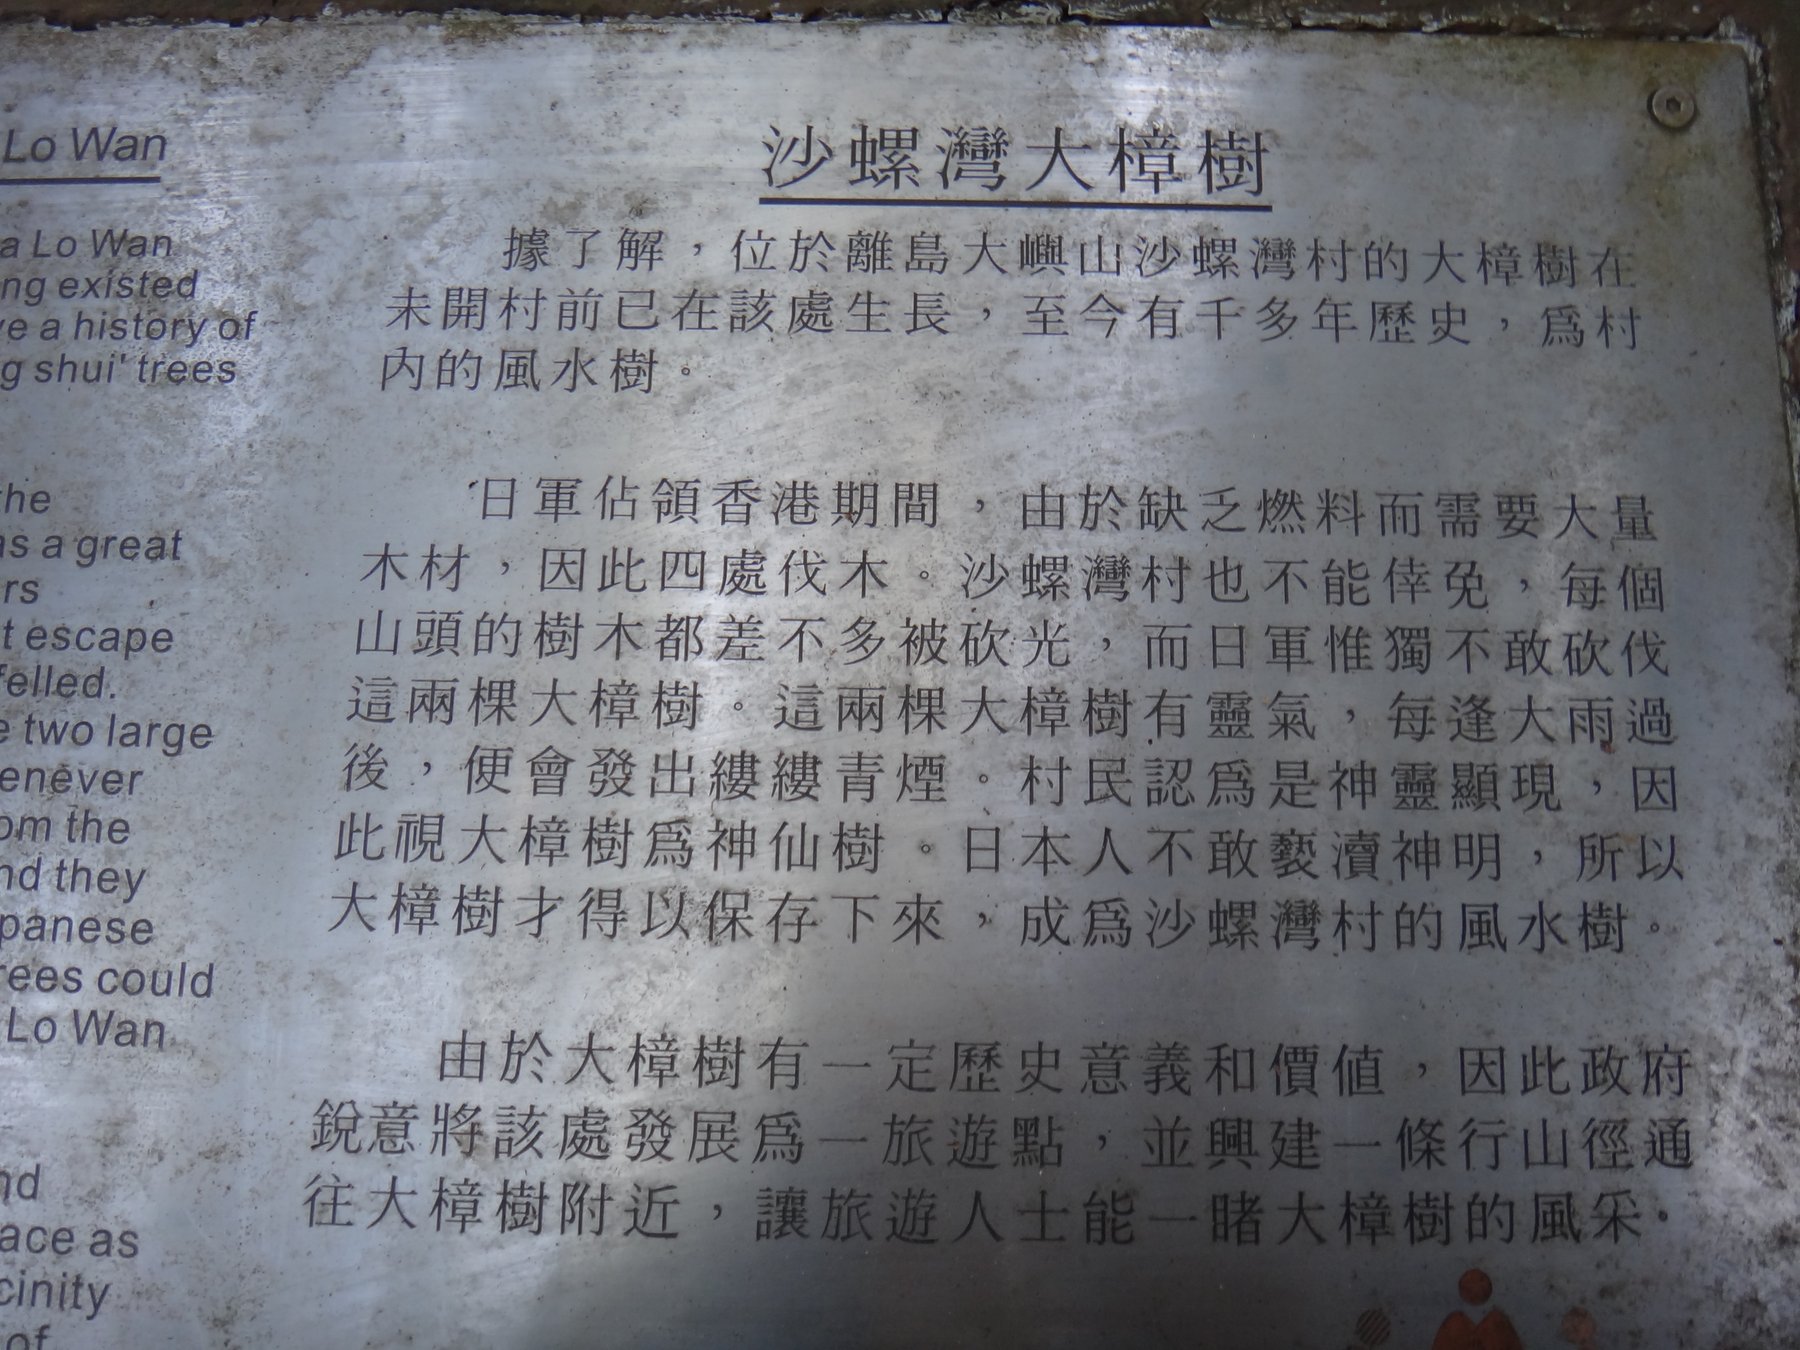 Lo Wan
a Lo Wan
ng existed
ve a history of
g shui' trees
the
as a great
rs
t escape
felled.
e two large
enever
om the
nd they
panese
rees could
Lo Wan
nd
ace as
cinity
of
沙螺灣大樟樹
據了解，位於離島大嶼山沙螺灣村的大樟樹在
未開村前已在該處生長，至今有千多年歷史，為村
內的風水樹。
日軍佔領香港期間，由於缺乏燃料而需要大量
木材，因此四處伐木。沙螺灣村也不能倖免，每個
山頭的樹木都差不多被砍光，而日軍惟獨不敢砍伐
這兩棵大樟樹。這兩棵大樟樹有靈氣，每逢大雨過
後，便會發出縷縷青煙。村民認為是神靈顯現，因
此視大樟樹為神仙樹。日本人不敢褻瀆神明，所以
大樟樹才得以保存下來，成為沙螺灣村的風水樹。
由於大樟樹有一定歷史意義和價值，因此政府
銳意將該處發展為一旅遊點，並興建一條行山徑通
往大樟樹附近，讓旅遊人士能一睹大樟樹的風采。